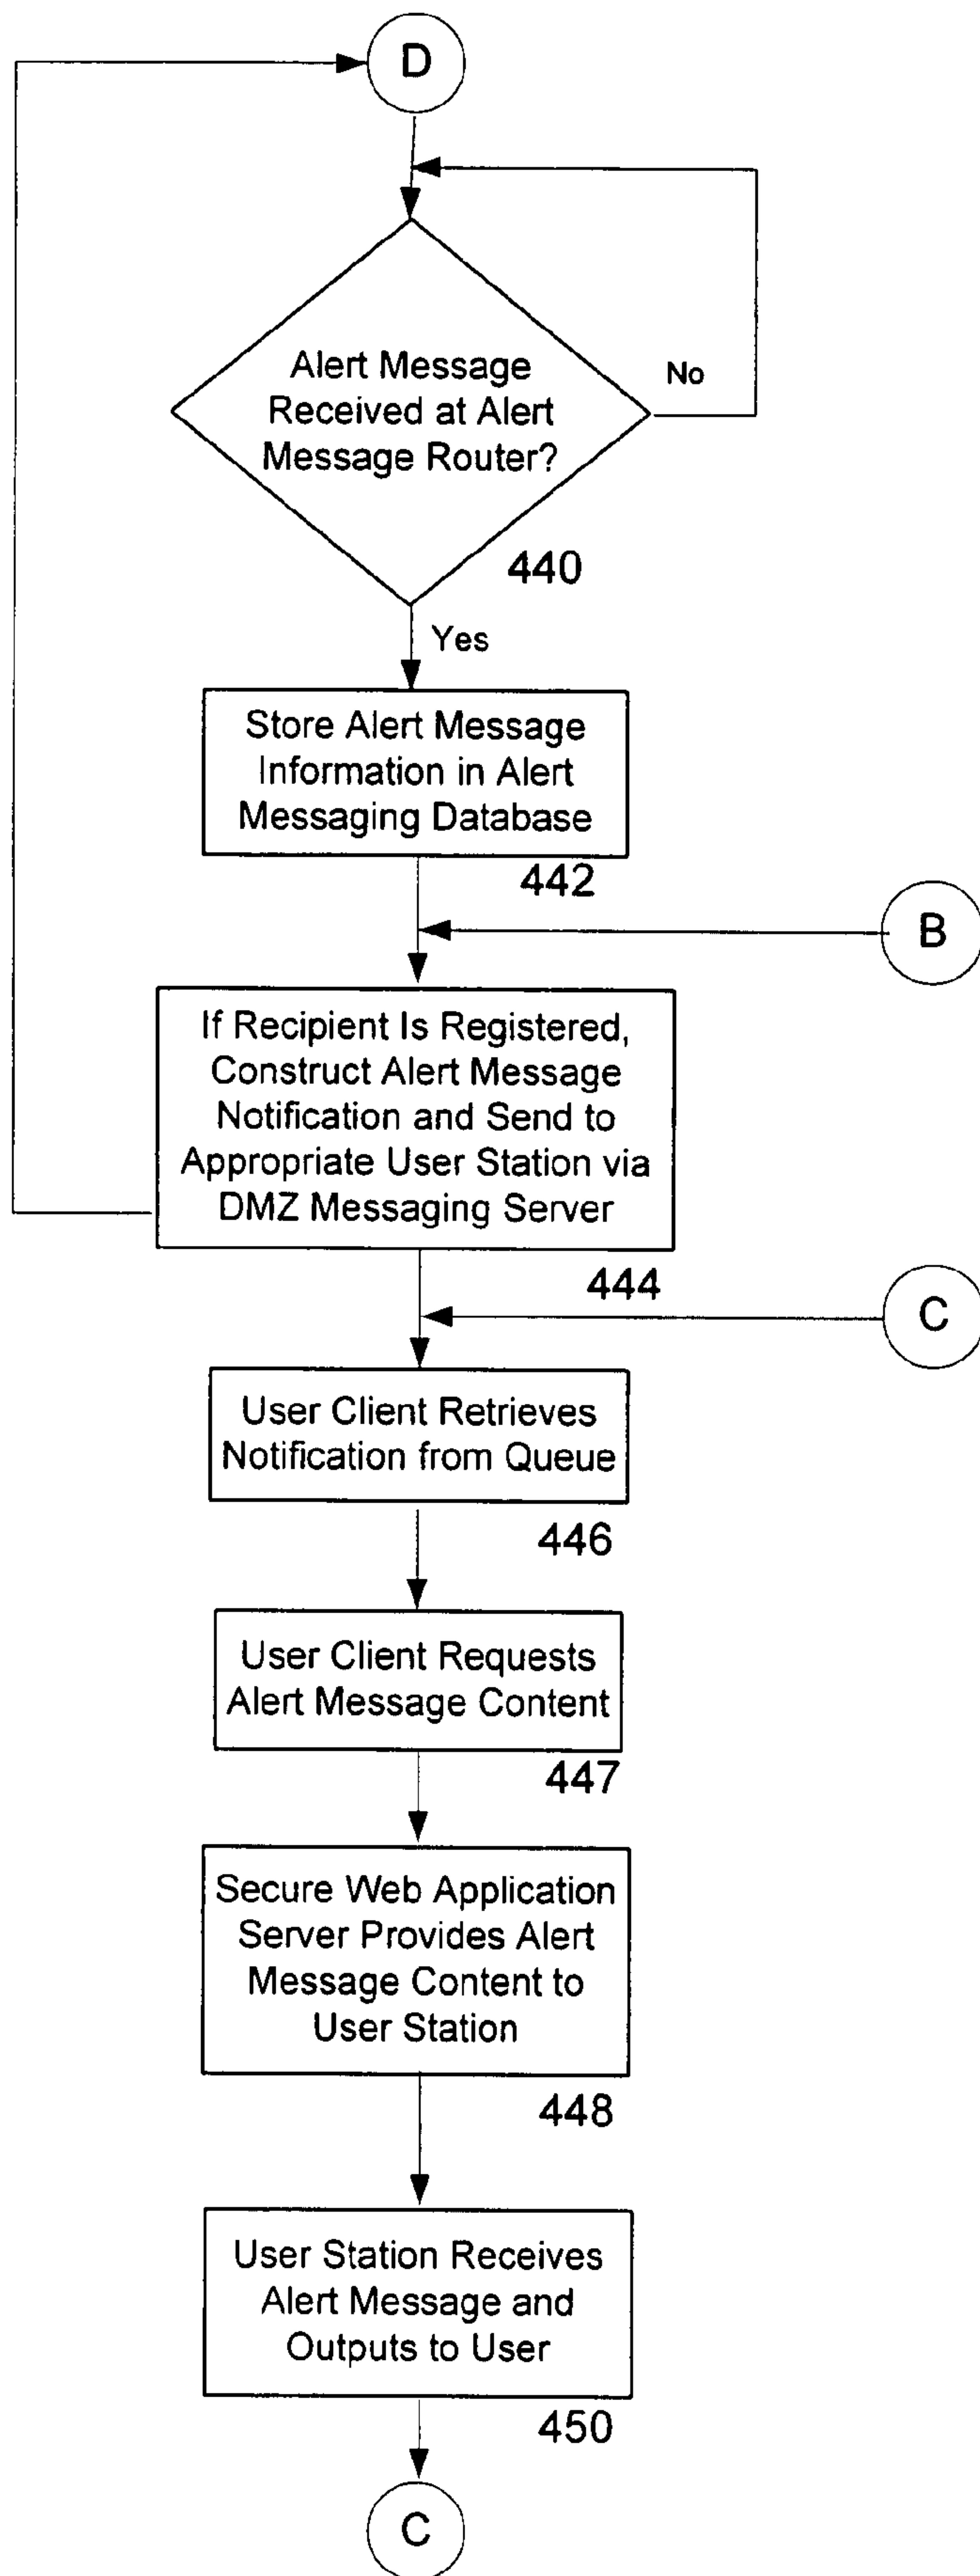 D
Alert Message
Received at Alert
Message Router?
No
440
Yes
Store Alert Message
Information in Alert
Messaging Database
442
B
If Recipient Is Registered,
Construct Alert Message
Notification and Send to
Appropriate User Station via
DMZ Messaging Server
444
C
User Client Retrieves
Notification from Queue
446
User Client Requests
Alert Message Content
447
Secure Web Application
Server Provides Alert
Message Content to
User Station
448
User Station Receives
Alert Message and
Outputs to User
450
C